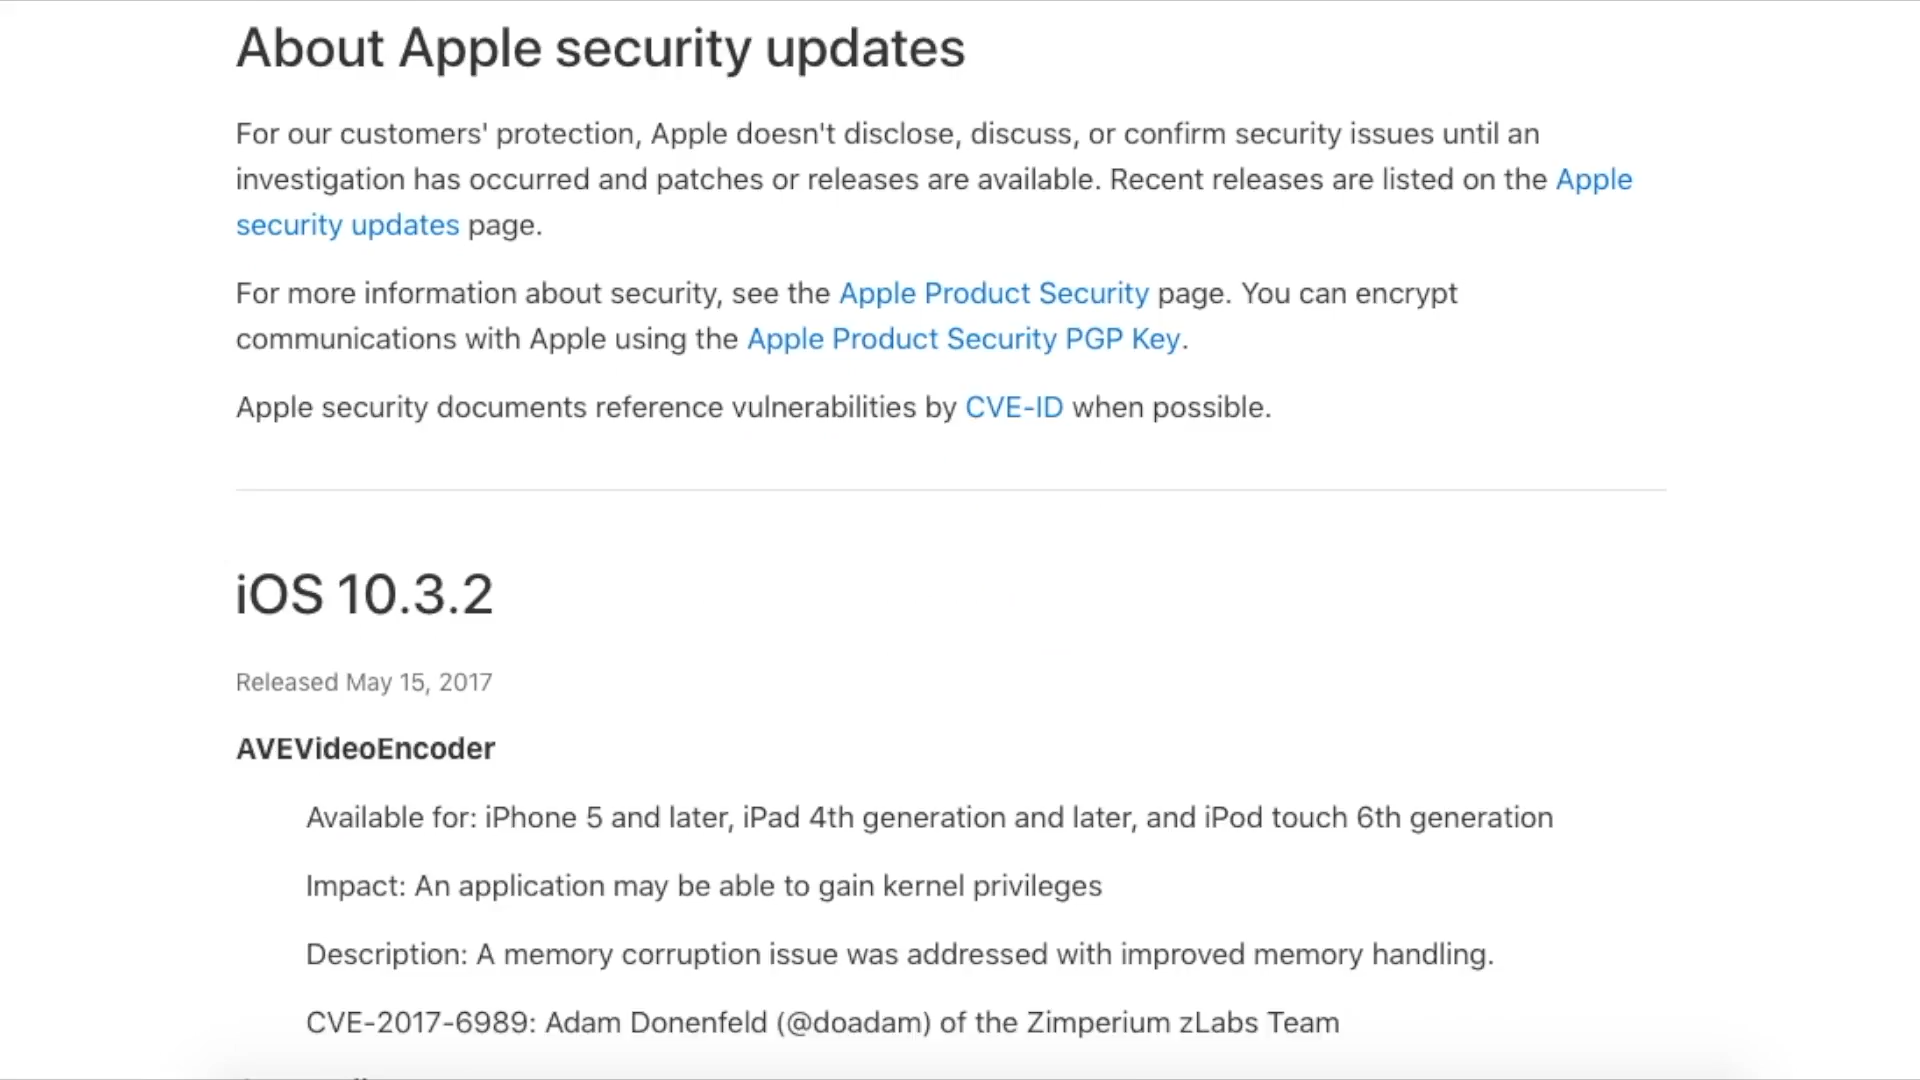 About Apple security updates
For our customers' protection, Apple doesn't disclose, discuss, or confirm security issues until an
investigation has occurred and patches or releases are available. Recent releases are listed on the Apple
security updates page.
For more information about security, see the Apple Product Security page. You can encrypt
communications with Apple using the Apple Product Security PGP Key.
Apple security documents reference vulnerabilities by CVE-ID when possible.
iOS 10.3.2
Released May 15, 2017
AVEVideoEncoder
Available for: iPhone 5 and later, iPad 4th generation and later, and iPod touch 6th generation
Impact: An application may be able to gain kernel privileges
Description: A memory corruption issue was addressed with improved memory handling.
CVE-2017-6989: Adam Donenfeld (@doadam) of the Zimperium zLabs Team